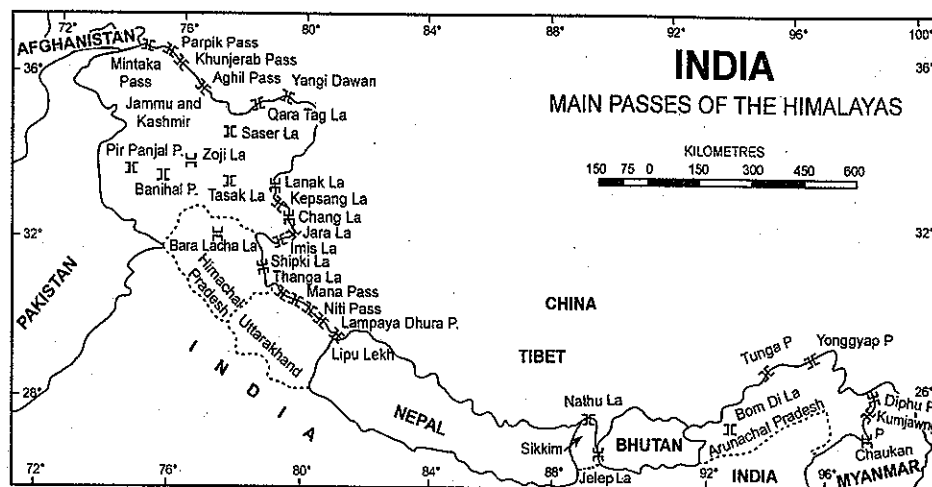 72° 76° 80° 84° 88° 92° 96° 100°
AFGHANISTAN
36°
Parpik Pass
Khunjerab Pass
Mintaka
Pass
Aghil Pass
Yangi Dawan
Jammu and
Kashmir
Qara Tag La
Saser La
Pir Panjal P.
Zoji La
Banihal P.
Tasak La
Lanak La
Kepsang La
Chang La
Jara La
Imis La
32°
Bara Lacha La
Shipki La
Thanga La
Mana Pass
Niti Pass
Lampaya Dhura P.
Lipu Lekh
Himachal
Pradesh
Uttarakhand
PAKISTAN
INDIA
28°
NEPAL
INDIA
MAIN PASSES OF THE HIMALAYAS
KILOMETRES
150 75 0 150 300 450 600
36°
32°
CHINA
TIBET
Nathu La
Sikkim
Jelep La
BHUTAN
Tunga P
Yonggyap P
Bom Di La
Arunachal Pradesh
26°
Diphu P
Kumjawng
P
Chaukan
INDIA
MYANMAR
72° 76° 80° 84° 88° 92° 96°